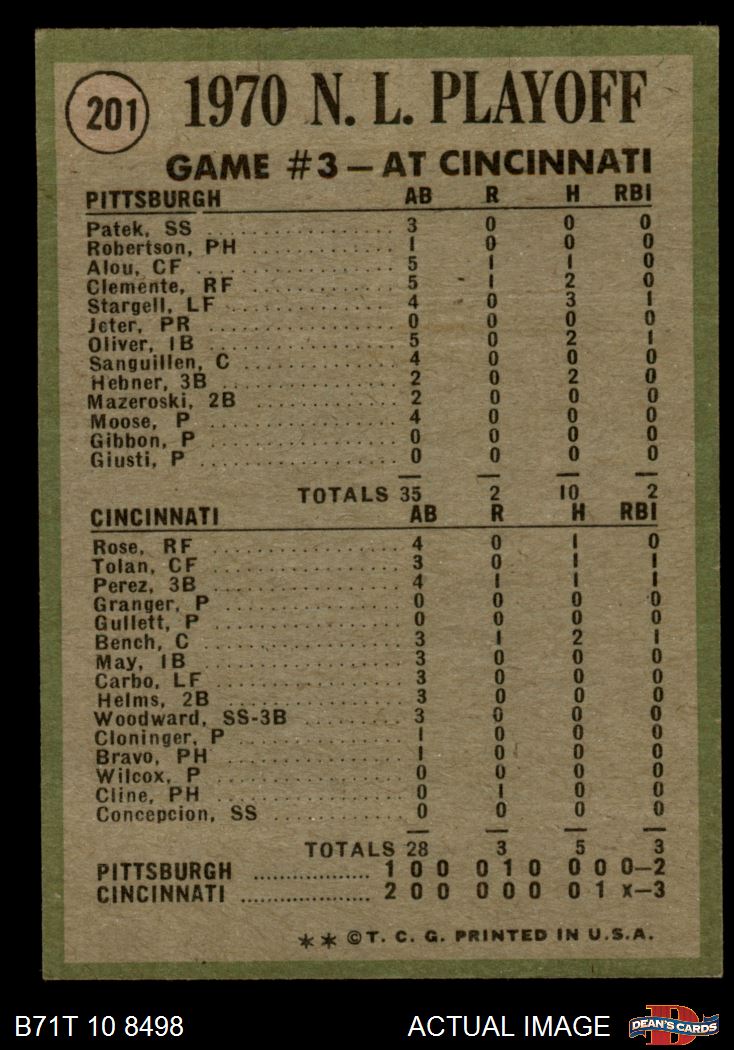 201
1970 N. L. PLAYOFF
GAME #3 — AT CINCINNATI
PITTSBURGH AB R H RBI
Patek, SS 3 0 0 0
Robertson, PH 1 0 0 0
Alou, CF 5 1 1 0
Clemente, RF 5 1 2 0
Stargell, LF 4 0 3 1
Jeter, PR 0 0 0 0
Oliver, 1B 5 0 2 1
Sanguillen, C 4 0 0 0
Hebner, 3B 2 0 2 0
Mazeroski, 2B 2 0 0 0
Moose, P 4 0 0 0
Gibbon, P 0 0 0 0
Giusti, P 0 0 0 0
TOTALS 35 2 10 2
CINCINNATI AB R H RBI
Rose, RF 4 0 1 0
Tolan, CF 3 0 1 1
Perez, 3B 4 1 1 1
Granger, P 0 0 0 0
Gullett, P 0 0 0 0
Bench, C 3 1 2 1
May, 1B 3 0 0 0
Carbo, LF 3 0 0 0
Helms, 2B 3 0 0 0
Woodward, SS-3B 3 0 0 0
Cloninger, P 1 0 0 0
Bravo, PH 1 0 0 0
Wilcox, P 0 0 0 0
Cline, PH 0 1 0 0
Concepcion, SS 0 0 0 0
TOTALS 28 3 5 3
PITTSBURGH 1 0 0 0 1 0 0 0 0—2
CINCINNATI 2 0 0 0 0 0 0 1 x—3
** © T. C. G. PRINTED IN U.S.A.
B71T 10 8498 ACTUAL IMAGE DEAN'S CARDS